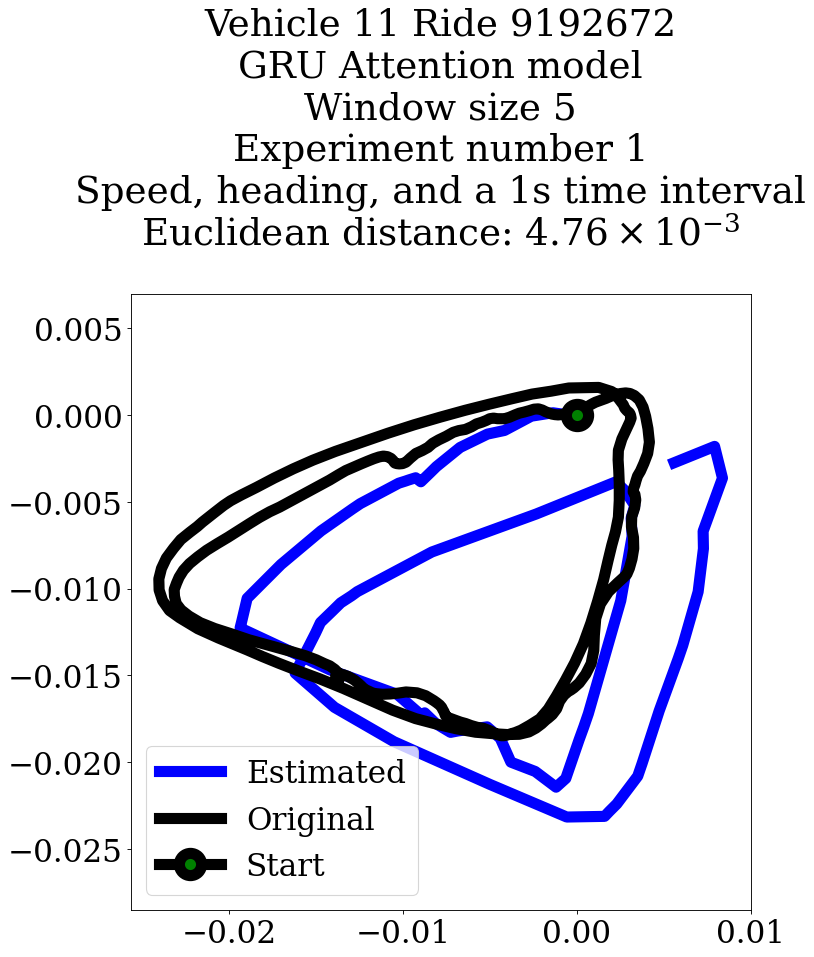 Vehicle 11 Ride 9192672
GRU Attention model
Window size 5
Experiment number 1
Speed, heading, and a 1s time interval
Euclidean distance: 4.76 × 10⁻³
0.005
0.000
−0.005
−0.010
−0.015
−0.020
−0.025
Estimated
Original
Start
−0.02
−0.01
0.00
0.01